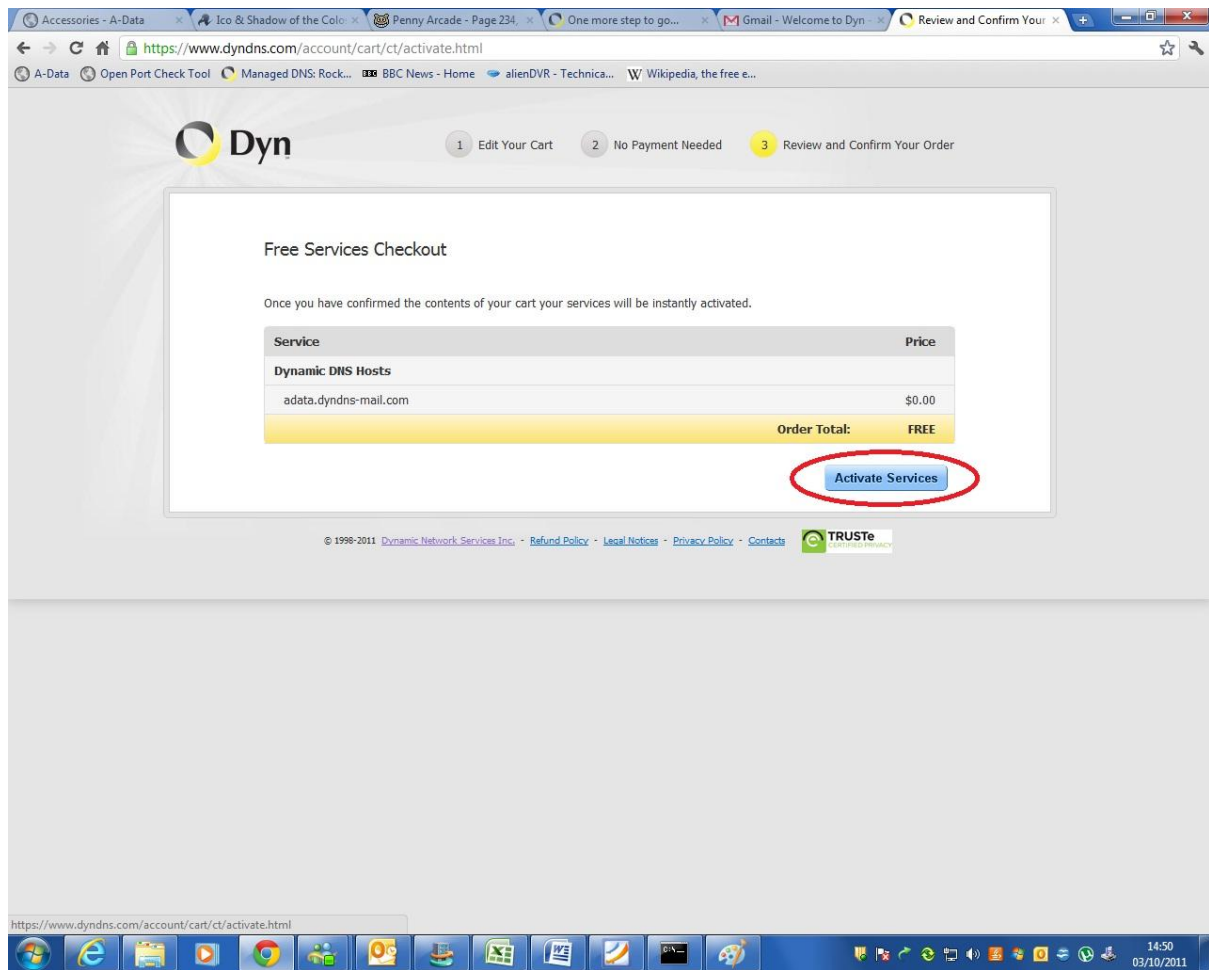 Accessories - A-Data Ico & Shadow of the Colo Penny Arcade - Page 234, One more step to go... Gmail - Welcome to Dyn - Review and Confirm Your
https://www.dyndns.com/account/cart/ct/activate.html
A-Data Open Port Check Tool Managed DNS: Rock... BBC BBC News - Home alienDVR - Technica... W Wikipedia, the free e...
Dyn 1 Edit Your Cart 2 No Payment Needed 3 Review and Confirm Your Order
Free Services Checkout
Once you have confirmed the contents of your cart your services will be instantly activated.
Service Price
Dynamic DNS Hosts
adata.dyndns-mail.com $0.00
Order Total: FREE
Activate Services
© 1998-2011 Dynamic Network Services Inc. - Refund Policy - Legal Notices - Privacy Policy - Contacts TRUSTe
CERTIFIED PRIVACY
https://www.dyndns.com/account/cart/ct/activate.html
14:50
03/10/2011